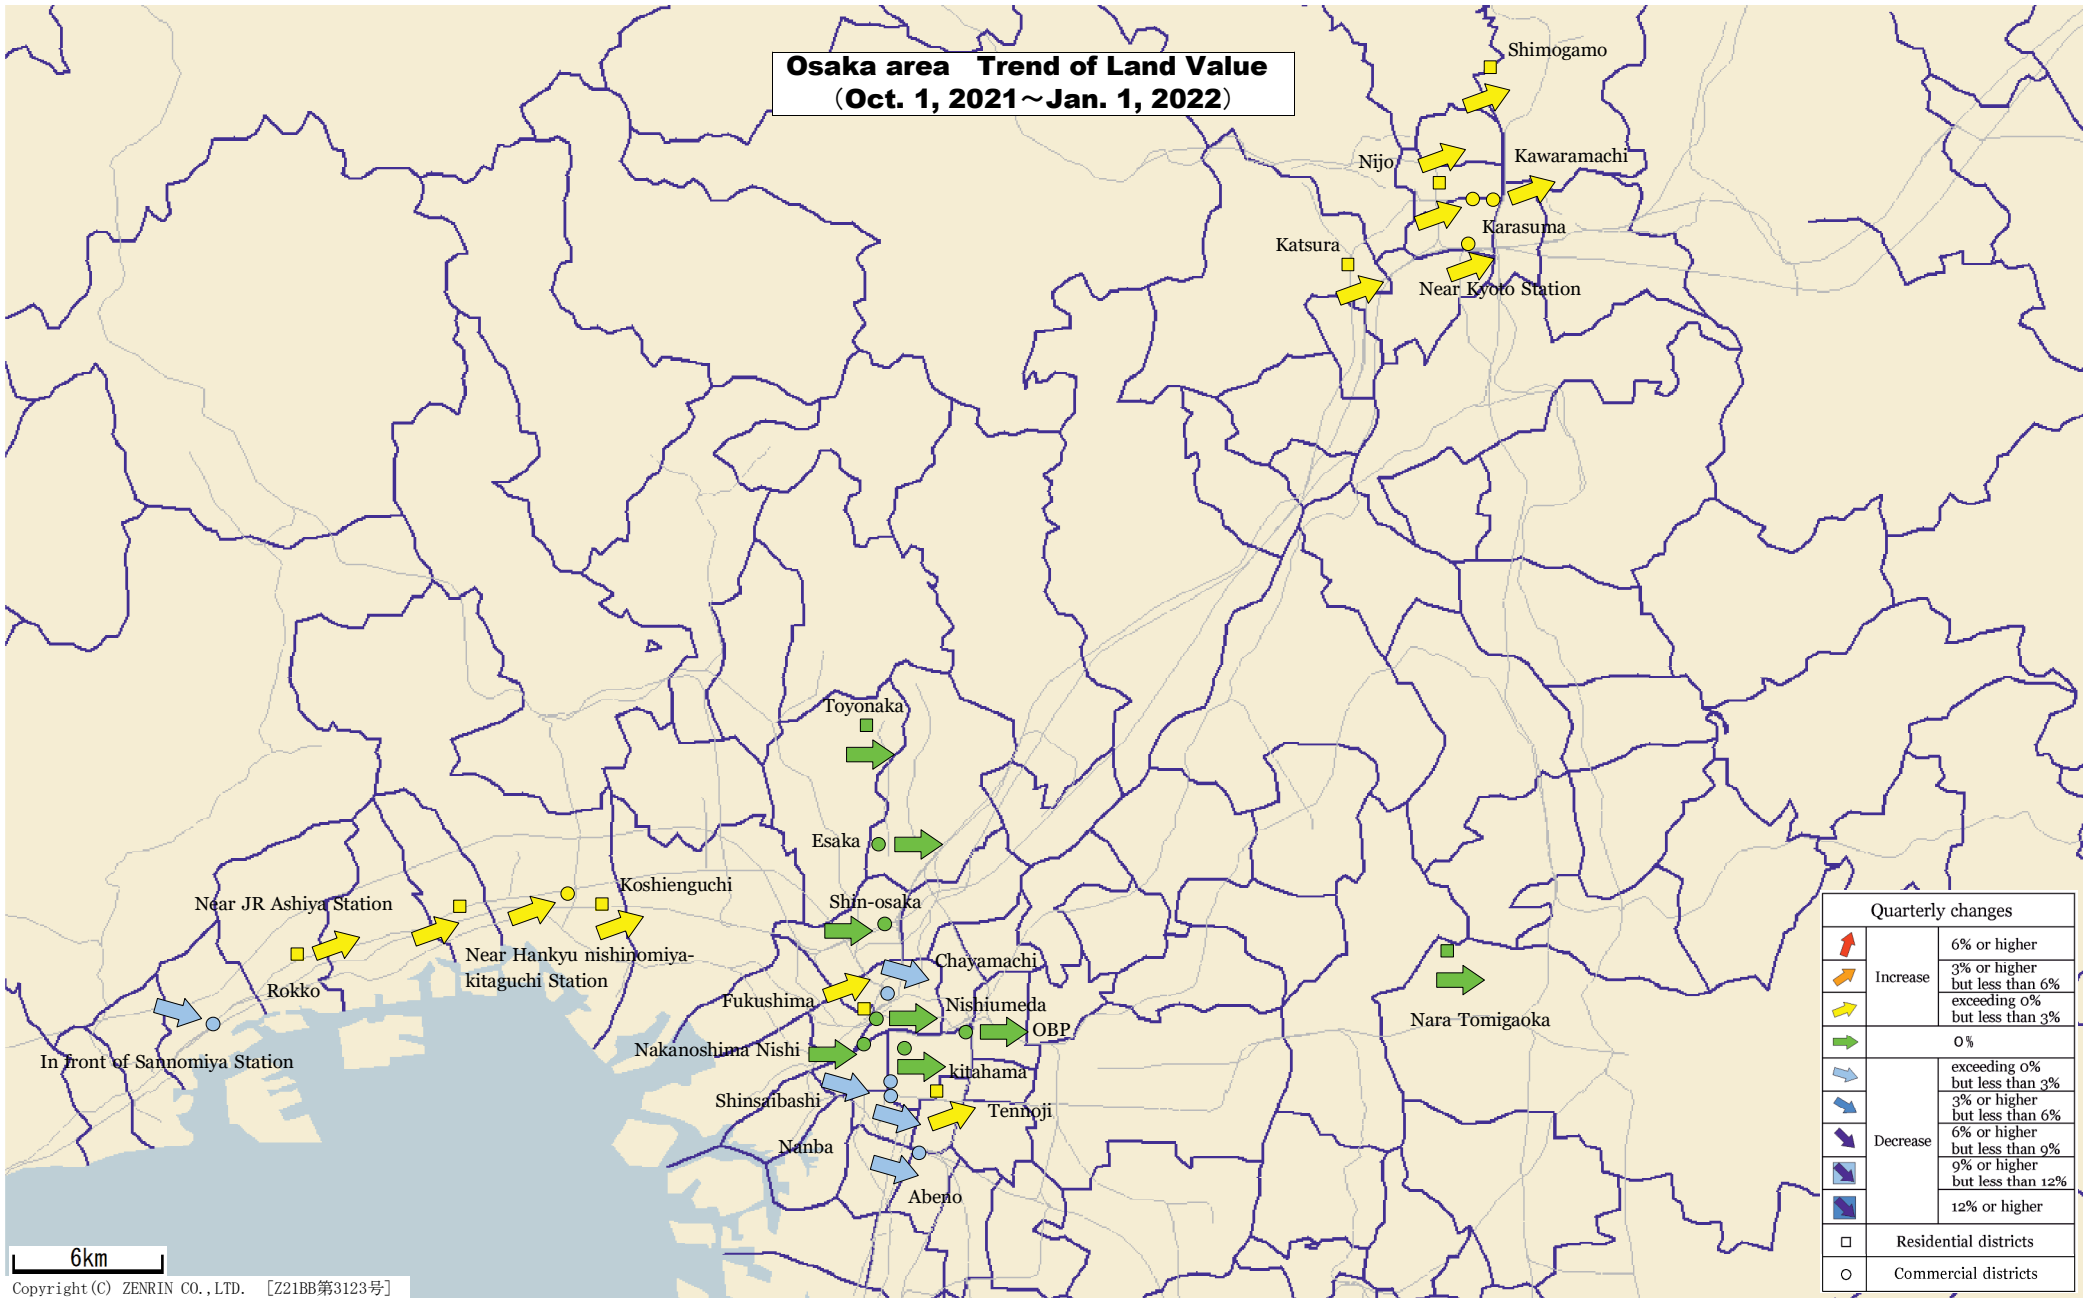 Osaka area Trend of Land Value
（Oct. 1, 2021～Jan. 1, 2022）
Shimogamo
Nijo
Kawaramachi
Karasuma
Katsura
Near Kyoto Station
Toyonaka
Esaka
Koshienguchi
Near JR Ashiya Station
Shin-osaka
Near Hankyu nishinomiya-
kitaguchi Station
Chayamachi
Rokko
Fukushima
Nishiumeda
Nara Tomigaoka
OBP
Nakanoshima Nishi
In front of Sannomiya Station
kitahama
Shinsaibashi
Tennoji
Nanba
Abeno
Quarterly changes
Increase
6% or higher
3% or higher
but less than 6%
exceeding 0%
but less than 3%
0%
Decrease
exceeding 0%
but less than 3%
3% or higher
but less than 6%
6% or higher
but less than 9%
9% or higher
but less than 12%
12% or higher
Residential districts
Commercial districts
6km
Copyright(C) ZENRIN CO.,LTD. [Z21BB第3123号]